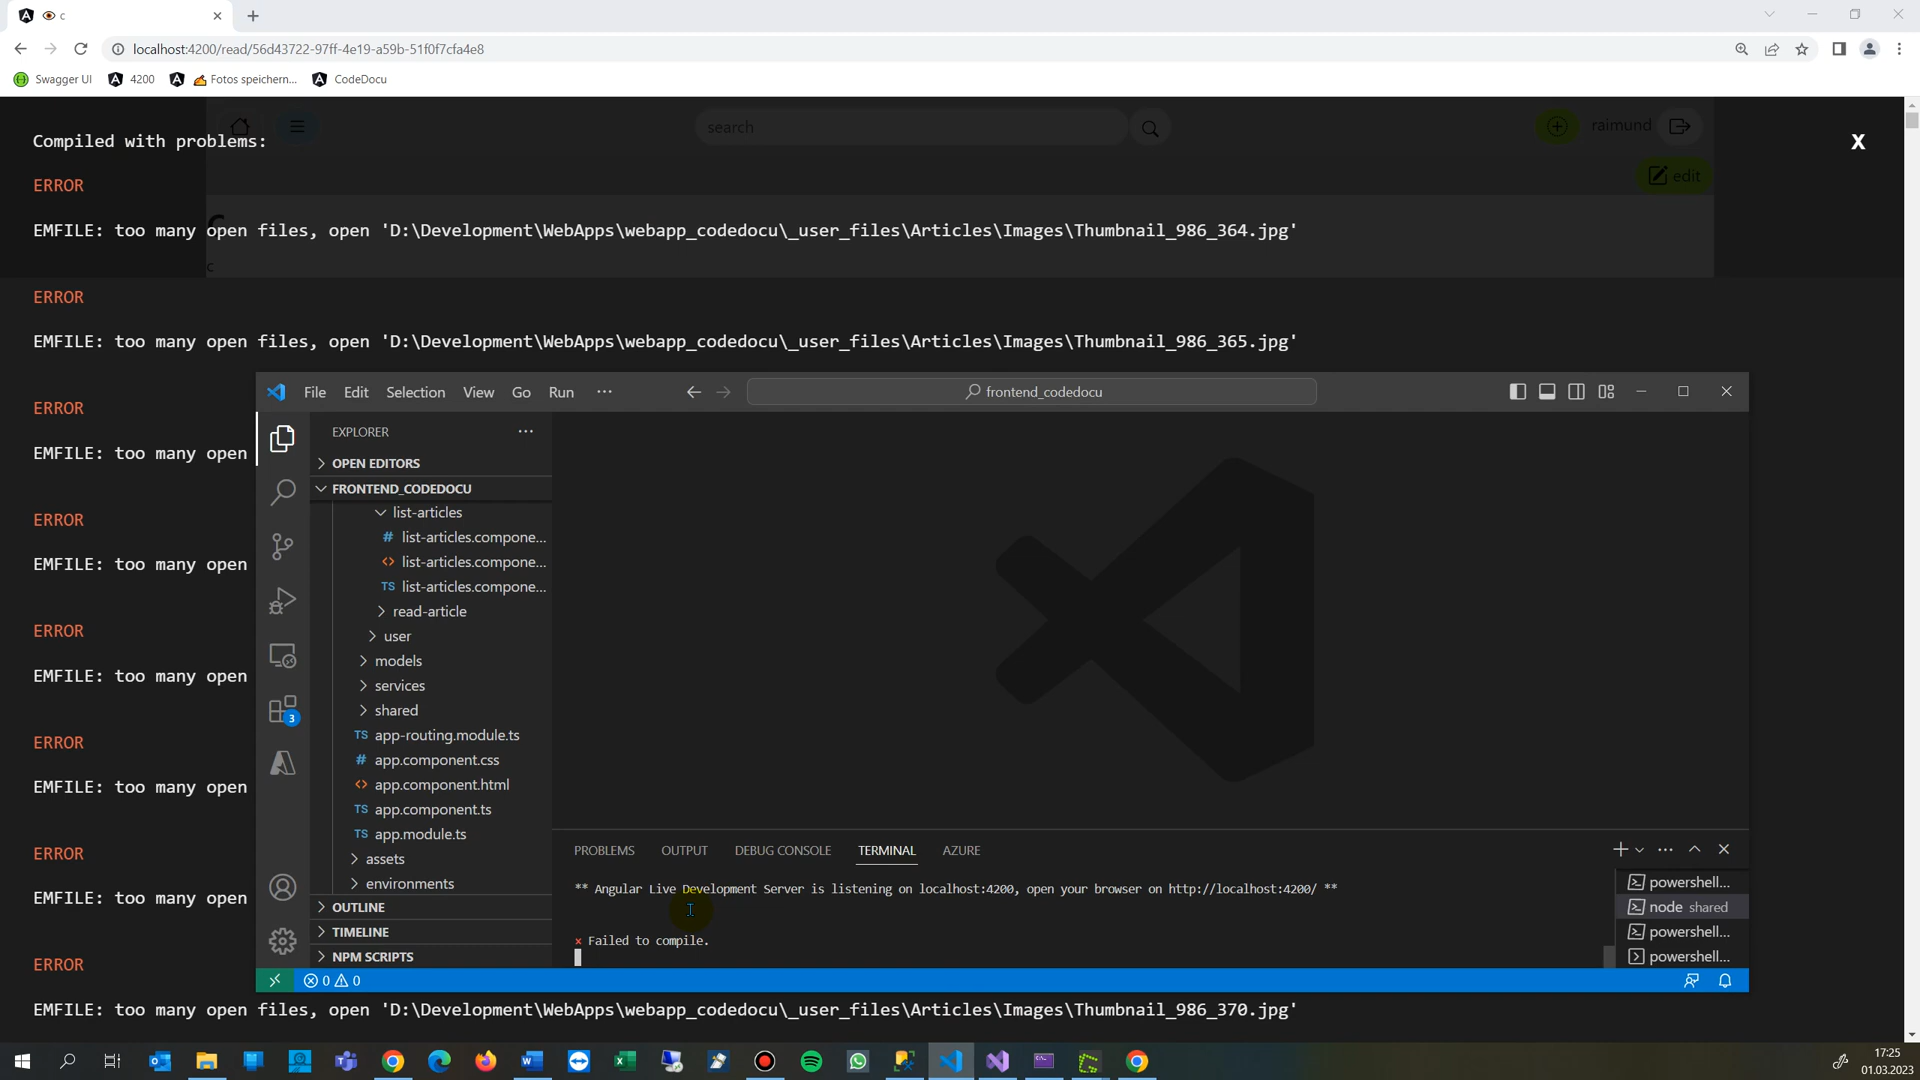 c
localhost:4200/read/56d43722-97ff-4e19-a59b-51f0f7cfa4e8
Swagger UI
4200
Fotos speichern...
CodeDocu
search
raimund
edit
c
c
Compiled with problems:
X
ERROR
EMFILE: too many open files, open 'D:\Development\WebApps\webapp_codedocu\_user_files\Articles\Images\Thumbnail_986_364.jpg'
ERROR
EMFILE: too many open files, open 'D:\Development\WebApps\webapp_codedocu\_user_files\Articles\Images\Thumbnail_986_365.jpg'
ERROR
EMFILE: too many open
ERROR
EMFILE: too many open
ERROR
EMFILE: too many open
ERROR
EMFILE: too many open
ERROR
EMFILE: too many open
ERROR
EMFILE: too many open files, open 'D:\Development\WebApps\webapp_codedocu\_user_files\Articles\Images\Thumbnail_986_370.jpg'
File Edit Selection View Go Run ···
frontend_codedocu
EXPLORER
OPEN EDITORS
FRONTEND_CODEDOCU
list-articles
# list-articles.compone...
<> list-articles.compone...
TS list-articles.compone...
read-article
user
models
services
shared
TS app-routing.module.ts
# app.component.css
<> app.component.html
TS app.component.ts
TS app.module.ts
assets
environments
OUTLINE
TIMELINE
NPM SCRIPTS
3
PROBLEMS OUTPUT DEBUG CONSOLE TERMINAL AZURE
** Angular Live Development Server is listening on localhost:4200, open your browser on http://localhost:4200/ **
× Failed to compile.
powershell...
node shared
powershell...
powershell...
0 0
17:25
01.03.2023